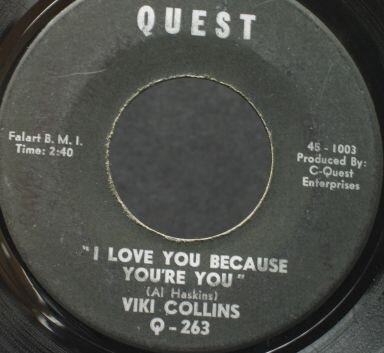 QUEST
Falart B. M. I.
Time: 2:40
45 - 1003
Produced By:
C-Quest
Enterprises
"I LOVE YOU BECAUSE
YOU'RE YOU"
(Al Haskins)
VIKI COLLINS
Q - 263